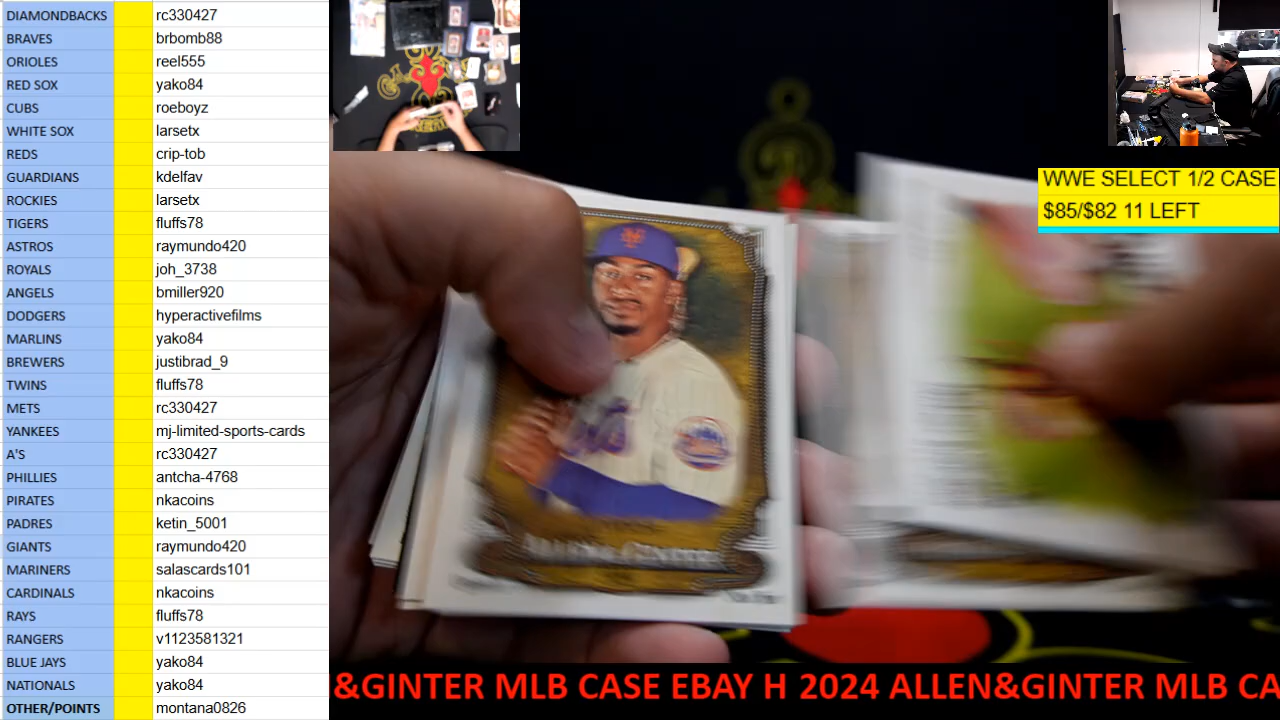 DIAMONDBACKS rc330427
BRAVES brbomb88
ORIOLES reel555
RED SOX yako84
CUBS roeboyz
WHITE SOX larsetx
REDS crip-tob
GUARDIANS kdelfav
ROCKIES larsetx
TIGERS fluffs78
ASTROS raymundo420
ROYALS joh_3738
ANGELS bmiller920
DODGERS hyperactivefilms
MARLINS yako84
BREWERS justibrad_9
TWINS fluffs78
METS rc330427
YANKEES mj-limited-sports-cards
A'S rc330427
PHILLIES antcha-4768
PIRATES nkacoins
PADRES ketin_5001
GIANTS raymundo420
MARINERS salascards101
CARDINALS nkacoins
RAYS fluffs78
RANGERS v1123581321
BLUE JAYS yako84
NATIONALS yako84
OTHER/POINTS montana0826
WWE SELECT 1/2 CASE
$85/$82 11 LEFT
&GINTER MLB CASE EBAY H 2024 ALLEN&GINTER MLB CA